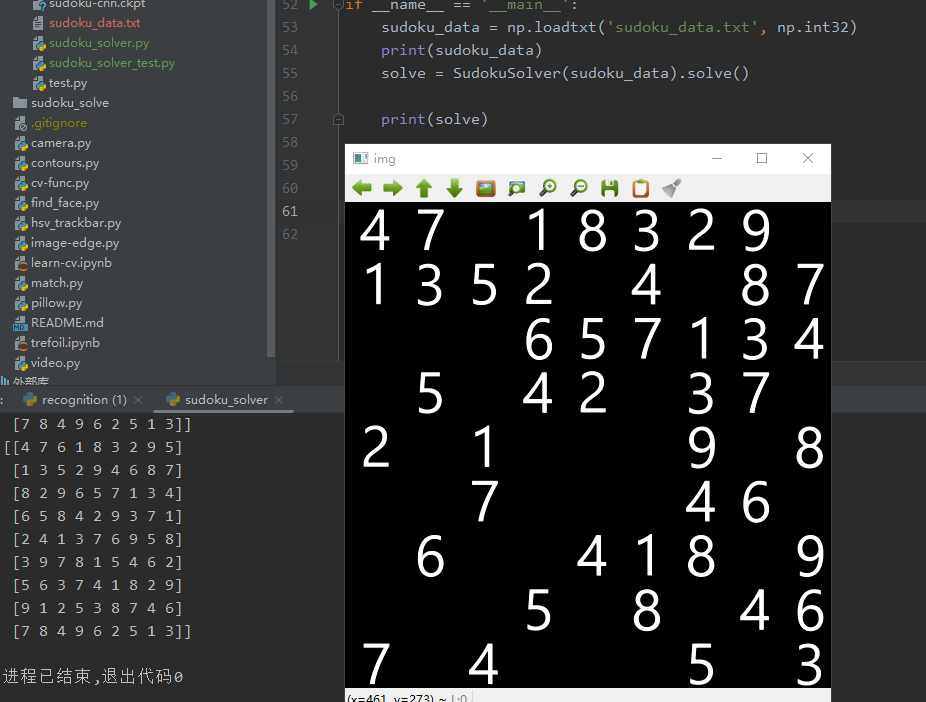 sudoku-cnn.ckpt
sudoku_data.txt
sudoku_solver.py
sudoku_solver_test.py
test.py
sudoku_solve
.gitignore
camera.py
contours.py
cv-func.py
find_face.py
hsv_trackbar.py
image-edge.py
learn-cv.ipynb
match.py
pillow.py
README.md
trefoil.ipynb
video.py
外部库
52 if __name__ == '__main__':
53 sudoku_data = np.loadtxt('sudoku_data.txt', np.int32)
54 print(sudoku_data)
55 solve = SudokuSolver(sudoku_data).solve()
56
57 print(solve)
58
59
60
61
62
img
4 7 1 8 3 2 9
1 3 5 2 4 8 7
6 5 7 1 3 4
5 4 2 3 7
2 1 9 8
7 4 6
6 4 1 8 9
5 8 4 6
7 4 5 3
(x=461, y=273) ~ L:0
: recognition (1) × sudoku_solver ×
[7 8 4 9 6 2 5 1 3]]
[[4 7 6 1 8 3 2 9 5]
[1 3 5 2 9 4 6 8 7]
[8 2 9 6 5 7 1 3 4]
[6 5 8 4 2 9 3 7 1]
[2 4 1 3 7 6 9 5 8]
[3 9 7 8 1 5 4 6 2]
[5 6 3 7 4 1 8 2 9]
[9 1 2 5 3 8 7 4 6]
[7 8 4 9 6 2 5 1 3]]
进程已结束,退出代码0